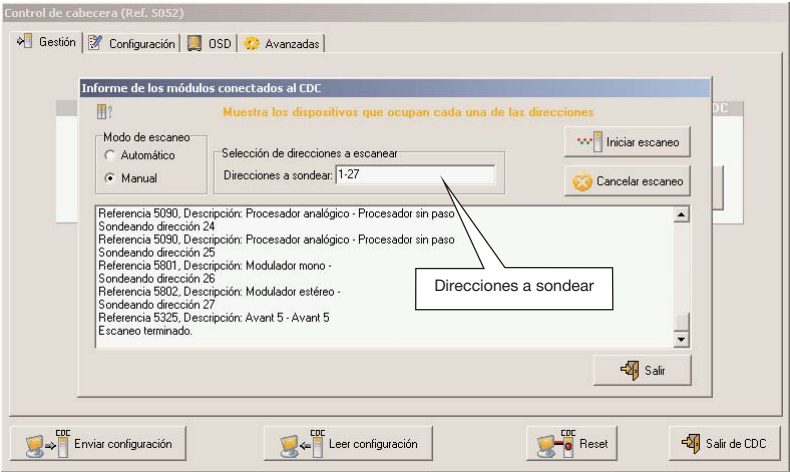 Control de cabecera (Ref. 5052)
Gestión
Configuración
OSD
Avanzadas
Informe de los módulos conectados al CDC
DC
?
Muestra los dispositivos que ocupan cada una de las direcciones
Modo de escaneo
Automático
Manual
Selección de direcciones a escanear
Direcciones a sondear: 1-27
Iniciar escaneo
Cancelar escaneo
Referencia 5090, Descripción: Procesador analógico - Procesador sin paso
Sondeando dirección 24
Referencia 5090, Descripción: Procesador analógico - Procesador sin paso
Sondeando dirección 25
Referencia 5801, Descripción: Modulador mono -
Sondeando dirección 26
Referencia 5802, Descripción: Modulador estéreo -
Sondeando dirección 27
Referencia 5325, Descripción: Avant 5 - Avant 5
Escaneo terminado.
Direcciones a sondear
Salir
CDC
Enviar configuración
CDC
Leer configuración
CDC
Reset
Salir de CDC